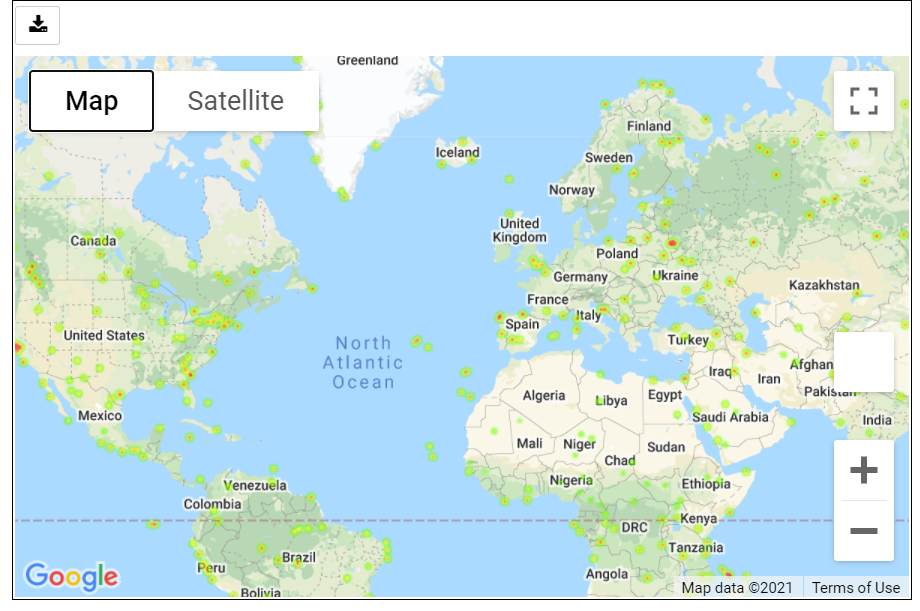 Greenland
Map
Satellite
Finland
Iceland
Sweden
Norway
United
Kingdom
Canada
Poland
Ukraine
Germany
Kazakhstan
France
Italy
Spain
United States
North
Atlantic
Ocean
Turkey
Iraq
Iran
Afghan
Pakistan
Algeria
Libya
Egypt
Mexico
Saudi Arabia
India
Mali
Niger
Sudan
Chad
Nigeria
Ethiopia
Venezuela
Colombia
DRC
Kenya
Tanzania
Brazil
Peru
Angola
Bolivia
Google
Map data ©2021
Terms of Use